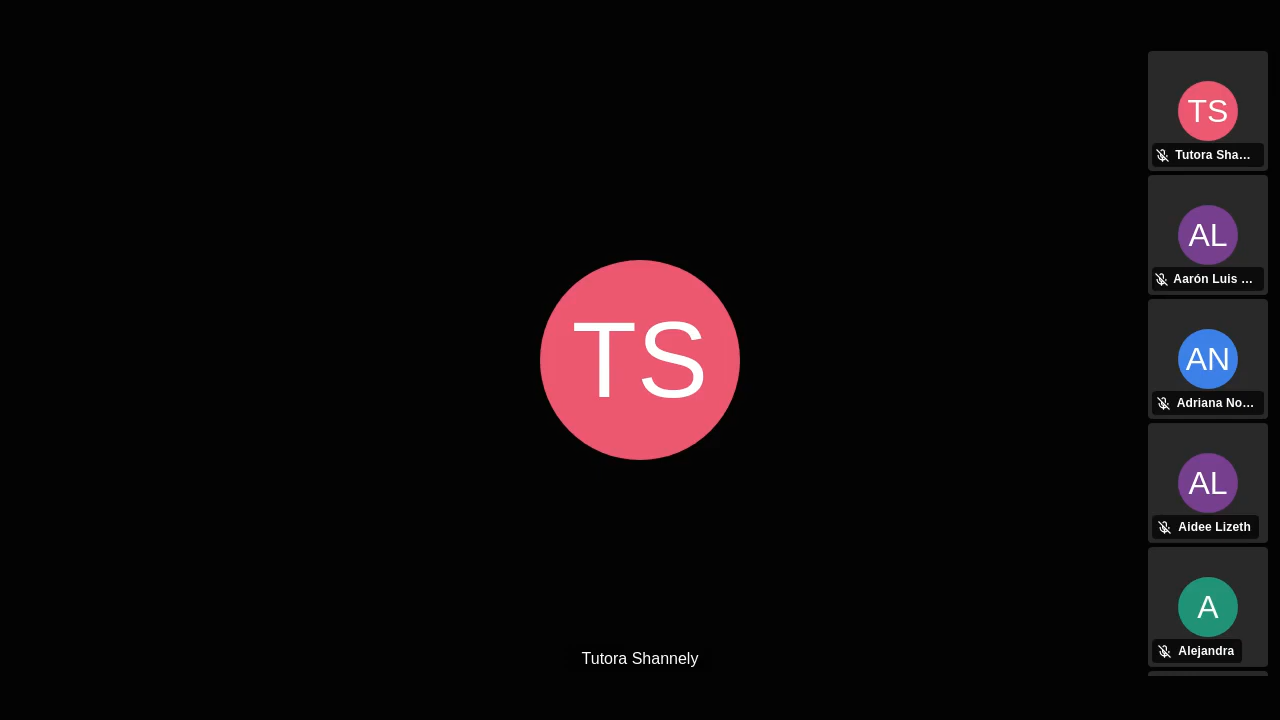 TS
Tutora Shannely
TS
Tutora Sha...
AL
Aarón Luis ...
AN
Adriana No...
AL
Aidee Lizeth
A
Alejandra